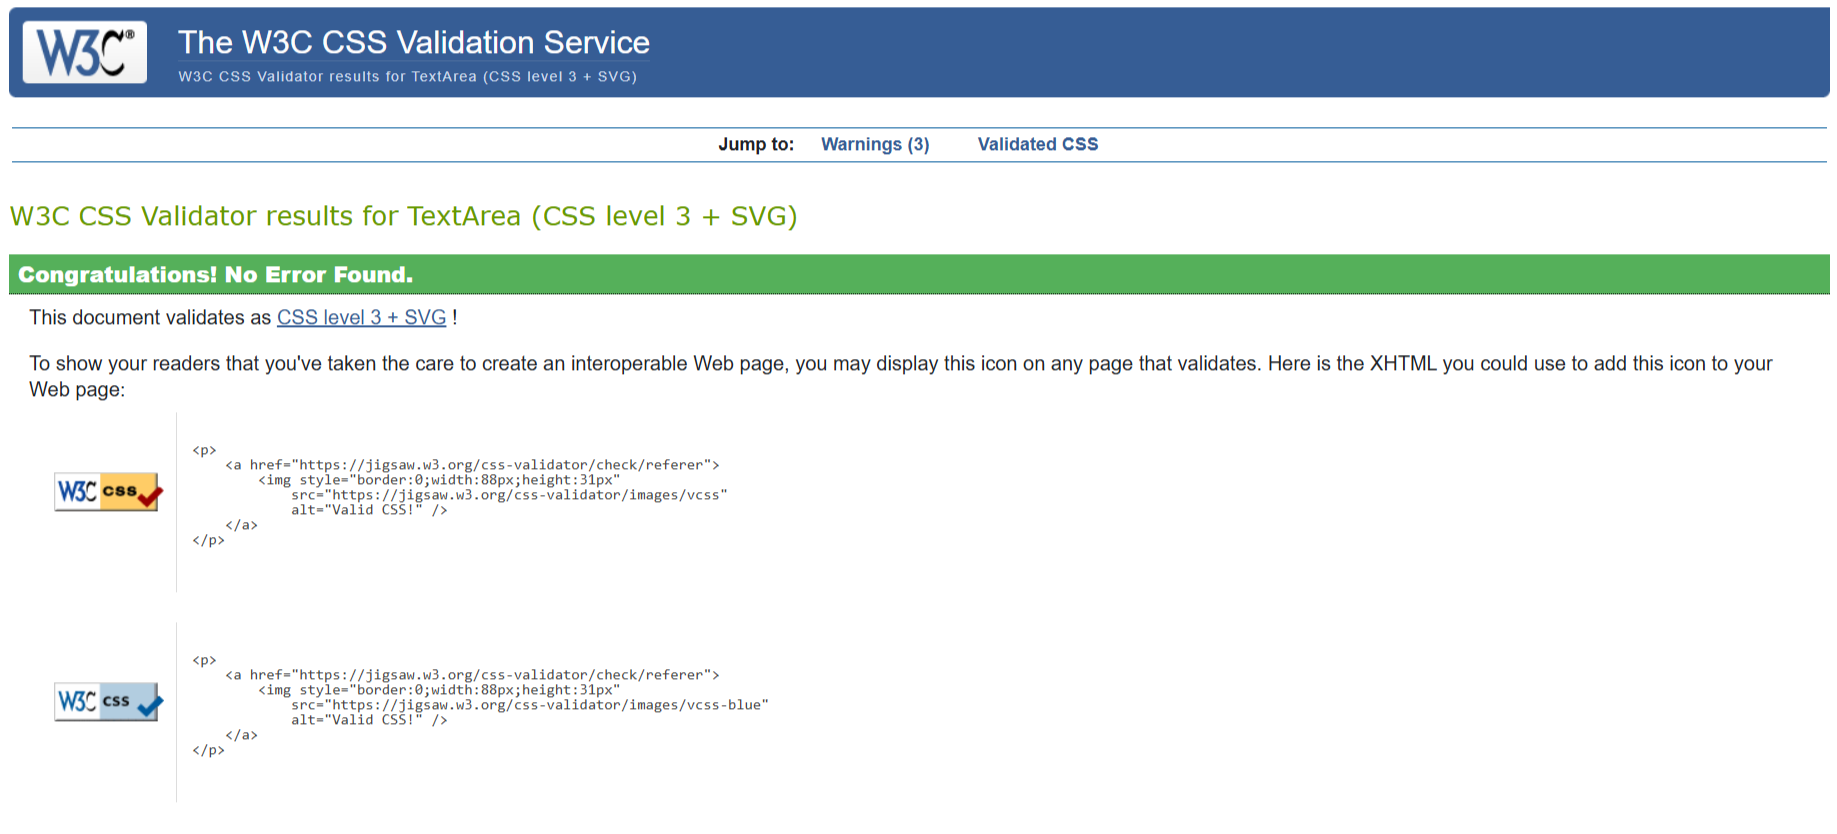 W3C®
The W3C CSS Validation Service
W3C CSS Validator results for TextArea (CSS level 3 + SVG)
Jump to: Warnings (3) Validated CSS
W3C CSS Validator results for TextArea (CSS level 3 + SVG)
Congratulations! No Error Found.
This document validates as CSS level 3 + SVG !
To show your readers that you've taken the care to create an interoperable Web page, you may display this icon on any page that validates. Here is the XHTML you could use to add this icon to your
Web page:
W3C css
<p>
    <a href="https://jigsaw.w3.org/css-validator/check/referer">
        <img style="border:0;width:88px;height:31px"
            src="https://jigsaw.w3.org/css-validator/images/vcss"
            alt="Valid CSS!" />
    </a>
</p>
W3C css
<p>
    <a href="https://jigsaw.w3.org/css-validator/check/referer">
        <img style="border:0;width:88px;height:31px"
            src="https://jigsaw.w3.org/css-validator/images/vcss-blue"
            alt="Valid CSS!" />
    </a>
</p>